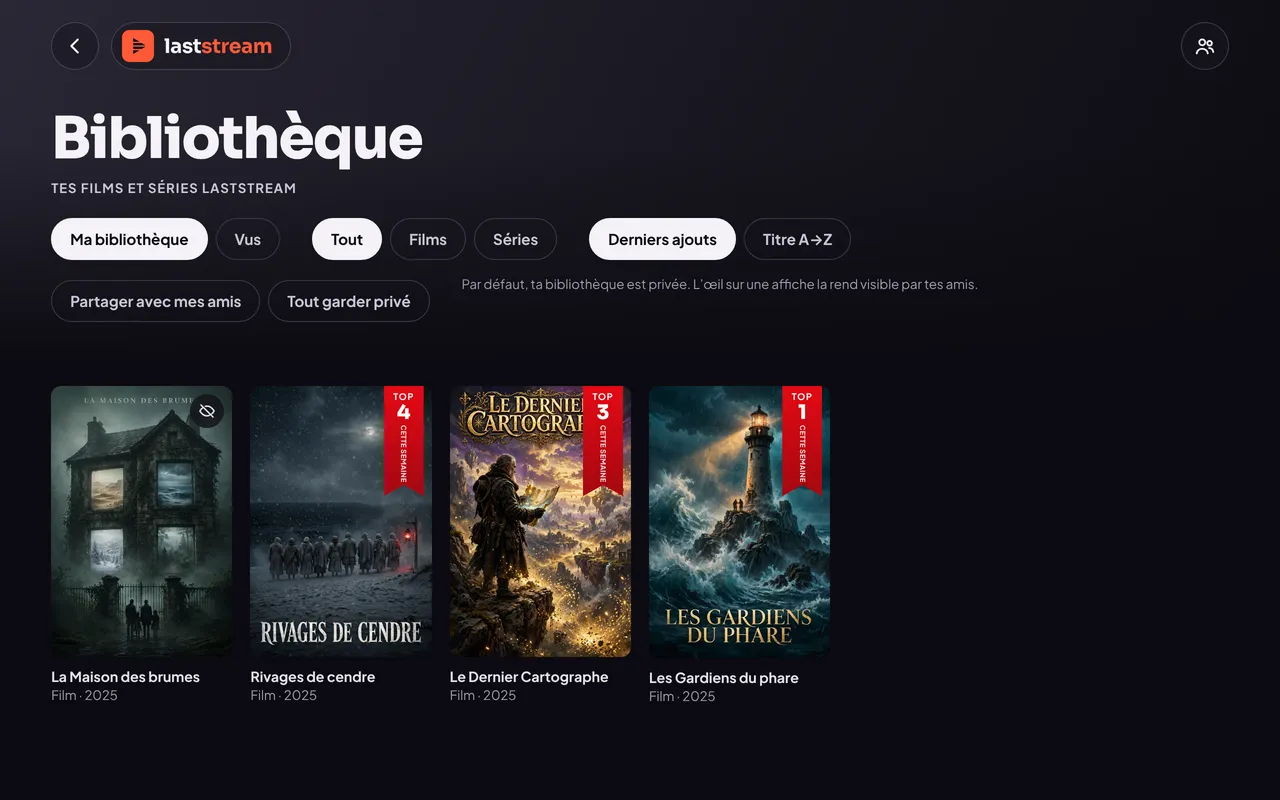 laststream
Bibliothèque
TES FILMS ET SÉRIES LASTSTREAM
Ma bibliothèque Vus Tout Films Séries Derniers ajouts Titre A→Z
Partager avec mes amis Tout garder privé Par défaut, ta bibliothèque est privée. L'œil sur une affiche la rend visible par tes amis.
LA MAISON DES BRUME
TOP
4
CETTE SEMAINE
RIVAGES DE CENDRE
LE DERNIER
CARTOGRA
TOP
3
CETTE SEMAINE
TOP
1
CETTE SEMAINE
LES GARDIENS
DU PHARE
La Maison des brumes
Film · 2025
Rivages de cendre
Film · 2025
Le Dernier Cartographe
Film · 2025
Les Gardiens du phare
Film · 2025